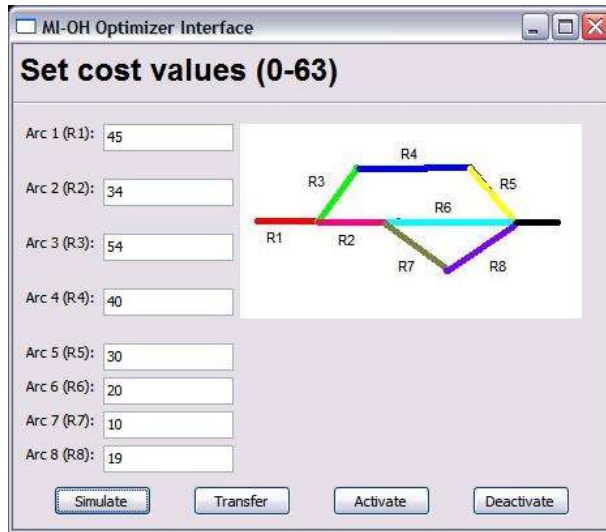 MI-OH Optimizer Interface
Set cost values (0-63)
Arc 1 (R1): 45
Arc 2 (R2): 34
Arc 3 (R3): 54
Arc 4 (R4): 40
Arc 5 (R5): 30
Arc 6 (R6): 20
Arc 7 (R7): 10
Arc 8 (R8): 19
R4
R3
R5
R6
R1
R2
R7
R8
Simulate
Transfer
Activate
Deactivate